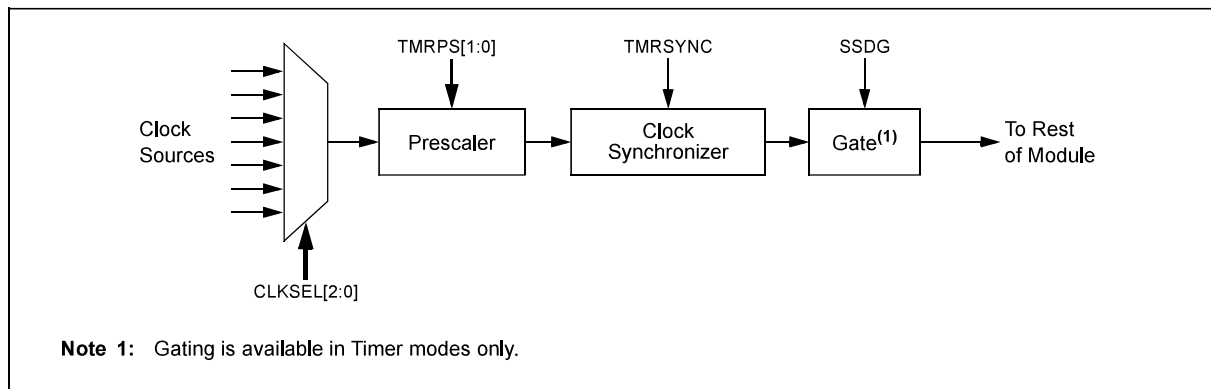 TMRPS[1:0]
TMRSYNC
SSDG
Clock
Sources
Prescaler
Clock
Synchronizer
Gate(1)
To Rest
of Module
CLKSEL[2:0]
Note 1: Gating is available in Timer modes only.